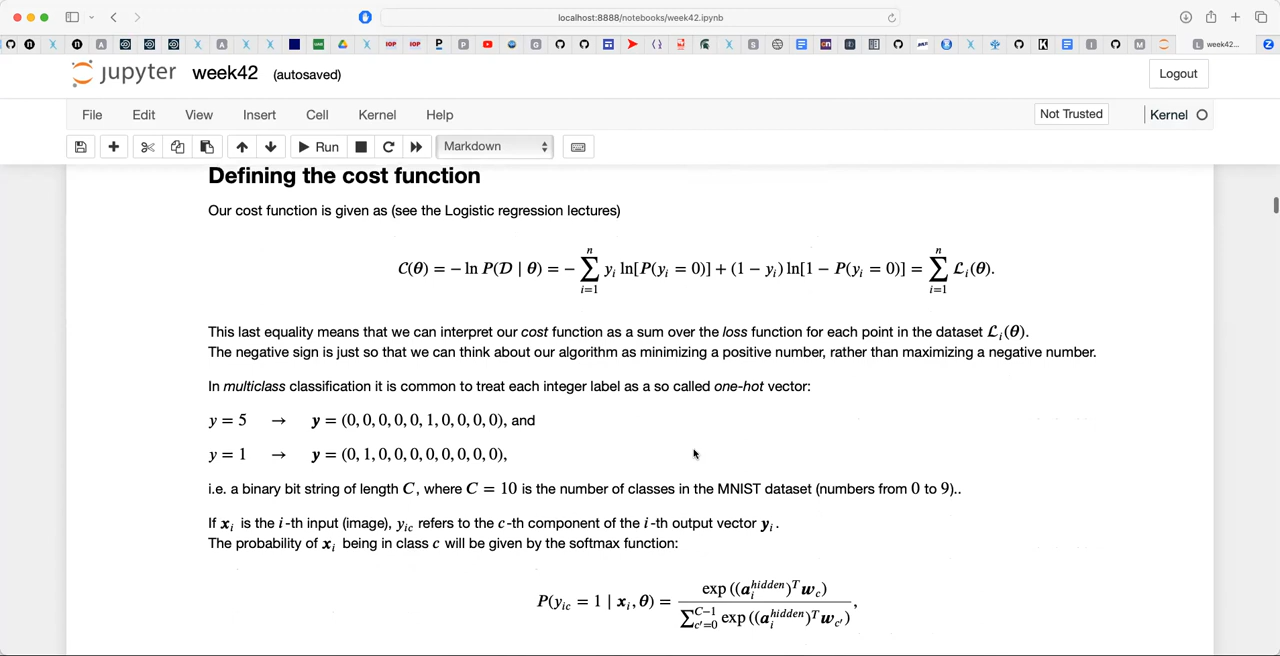 localhost:8888/notebooks/week42.ipynb
week42...
jupyter week42 (autosaved)
Logout
File Edit View Insert Cell Kernel Help
Not Trusted
Kernel
Run
Markdown
Defining the cost function
Our cost function is given as (see the Logistic regression lectures)
C(θ) = − ln P(D | θ) = − ∑_{i=1}^{n} y_i ln[P(y_i = 0)] + (1 − y_i) ln[1 − P(y_i = 0)] = ∑_{i=1}^{n} L_i(θ).
This last equality means that we can interpret our cost function as a sum over the loss function for each point in the dataset L_i(θ).
The negative sign is just so that we can think about our algorithm as minimizing a positive number, rather than maximizing a negative number.
In multiclass classification it is common to treat each integer label as a so called one-hot vector:
y = 5 → y = (0, 0, 0, 0, 0, 1, 0, 0, 0, 0), and
y = 1 → y = (0, 1, 0, 0, 0, 0, 0, 0, 0, 0),
i.e. a binary bit string of length C, where C = 10 is the number of classes in the MNIST dataset (numbers from 0 to 9)..
If x_i is the i-th input (image), y_ic refers to the c-th component of the i-th output vector y_i.
The probability of x_i being in class c will be given by the softmax function:
P(y_ic = 1 | x_i, θ) = exp ((a_i^hidden)^T w_c) / ∑_{c'=0}^{C−1} exp ((a_i^hidden)^T w_c'),